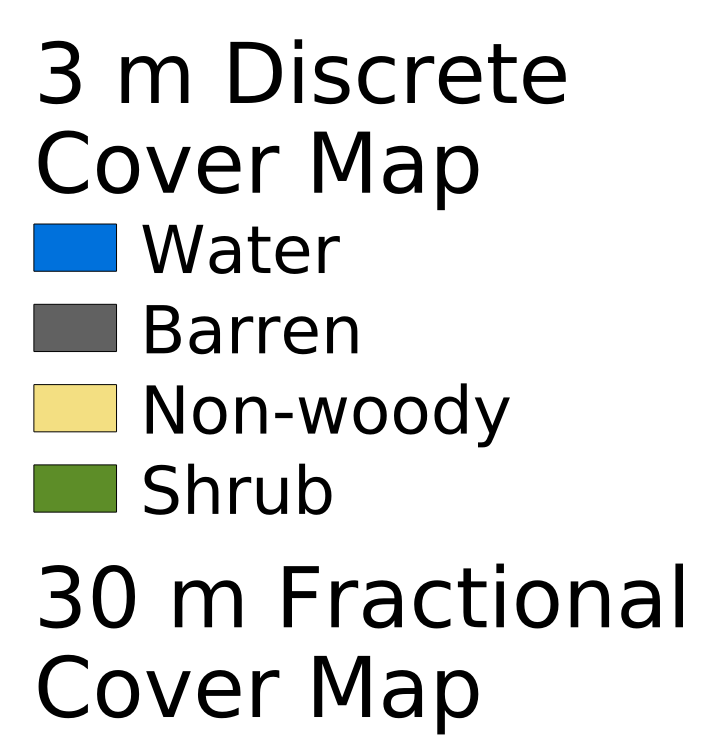 3 m Discrete
Cover Map
Water
Barren
Non-woody
Shrub
30 m Fractional
Cover Map